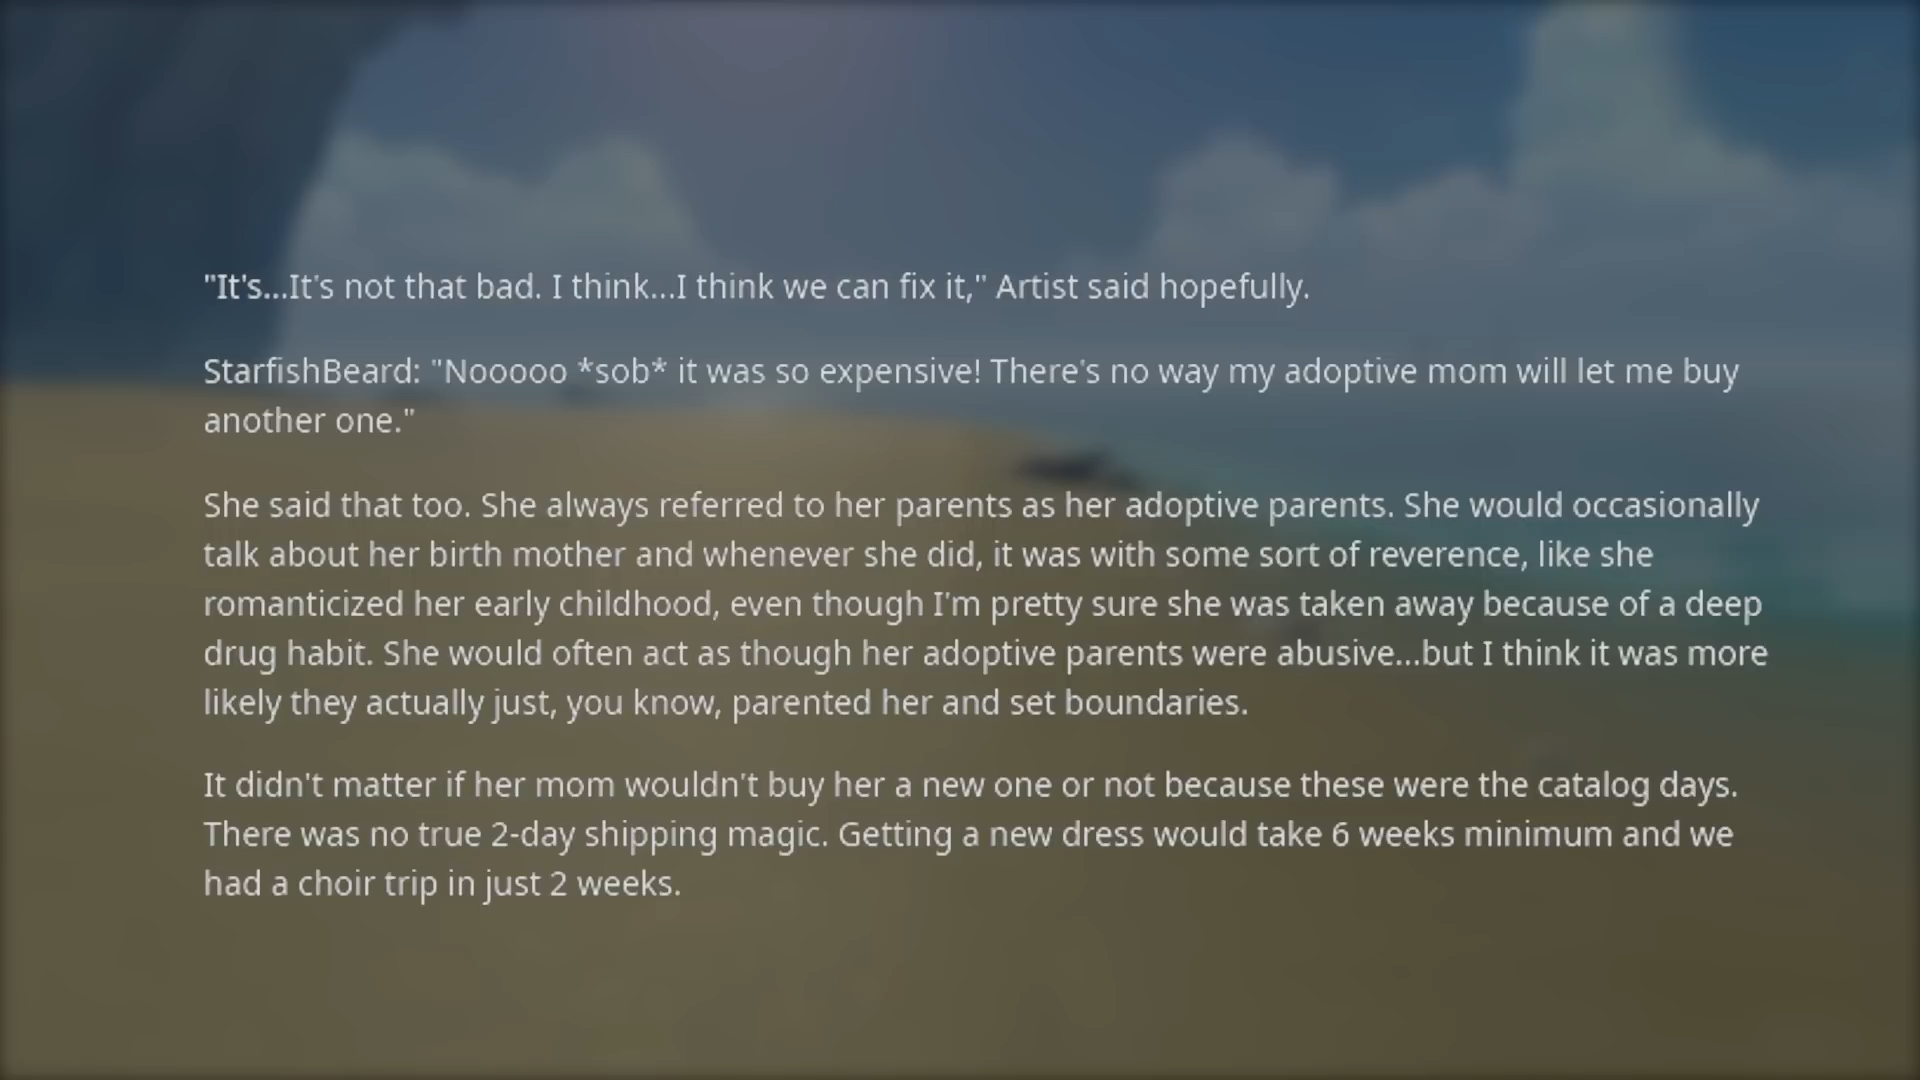 "It's...It's not that bad. I think...I think we can fix it," Artist said hopefully.
StarfishBeard: "Nooooo *sob* it was so expensive! There's no way my adoptive mom will let me buy
another one."
She said that too. She always referred to her parents as her adoptive parents. She would occasionally
talk about her birth mother and whenever she did, it was with some sort of reverence, like she
romanticized her early childhood, even though I'm pretty sure she was taken away because of a deep
drug habit. She would often act as though her adoptive parents were abusive...but I think it was more
likely they actually just, you know, parented her and set boundaries.
It didn't matter if her mom wouldn't buy her a new one or not because these were the catalog days.
There was no true 2-day shipping magic. Getting a new dress would take 6 weeks minimum and we
had a choir trip in just 2 weeks.